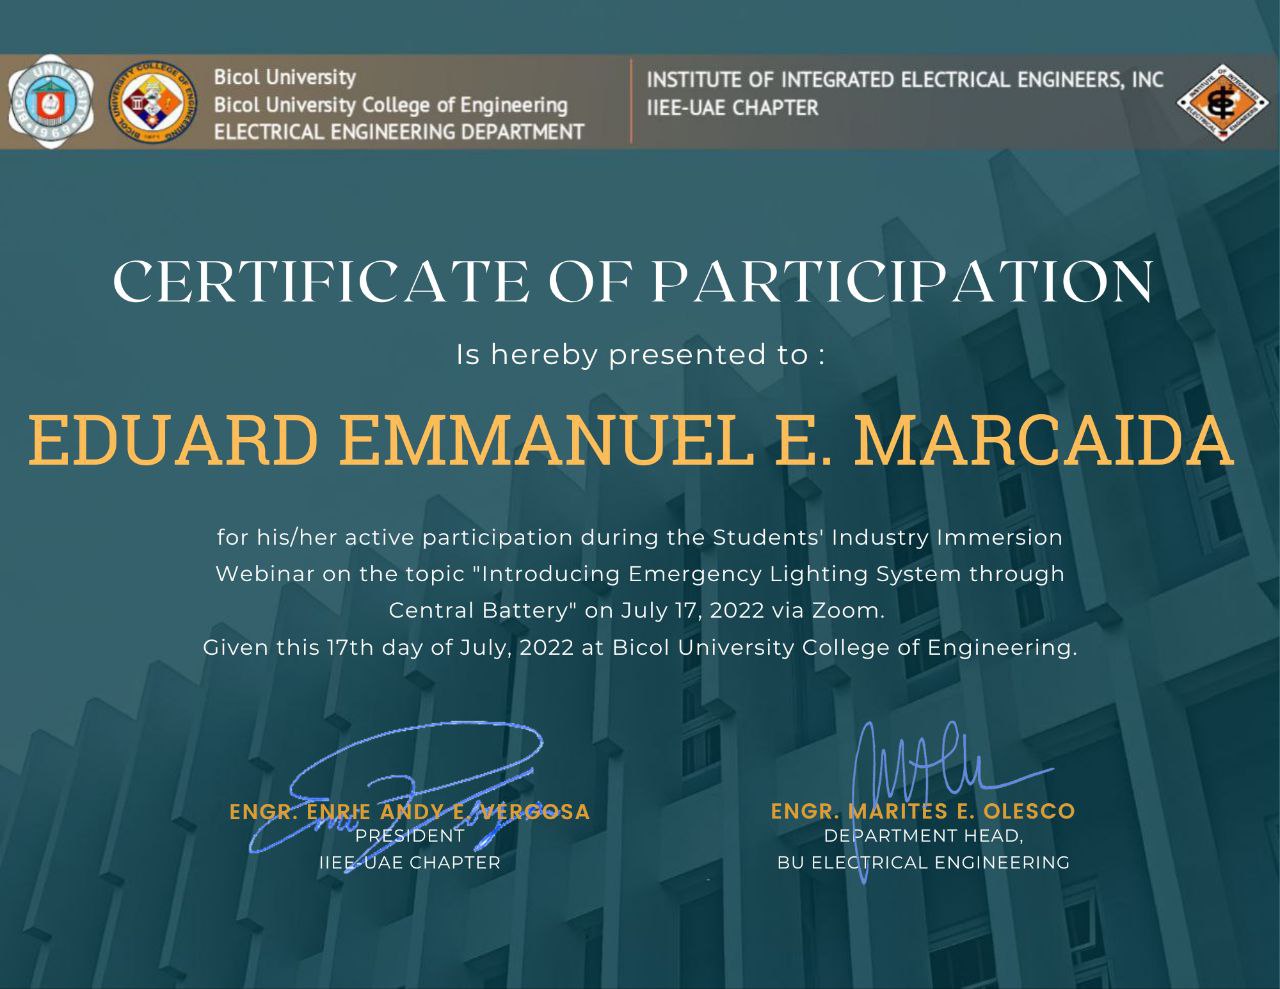 Bicol University
Bicol University College of Engineering
ELECTRICAL ENGINEERING DEPARTMENT
INSTITUTE OF INTEGRATED ELECTRICAL ENGINEERS, INC
IIEE-UAE CHAPTER
CERTIFICATE OF PARTICIPATION
Is hereby presented to :
EDUARD EMMANUEL E. MARCAIDA
for his/her active participation during the Students' Industry Immersion
Webinar on the topic "Introducing Emergency Lighting System through
Central Battery" on July 17, 2022 via Zoom.
Given this 17th day of July, 2022 at Bicol University College of Engineering.
ENGR. ENRIE ANDY E. VERGOSA
PRESIDENT
IIEE-UAE CHAPTER
ENGR. MARITES E. OLESCO
DEPARTMENT HEAD,
BU ELECTRICAL ENGINEERING